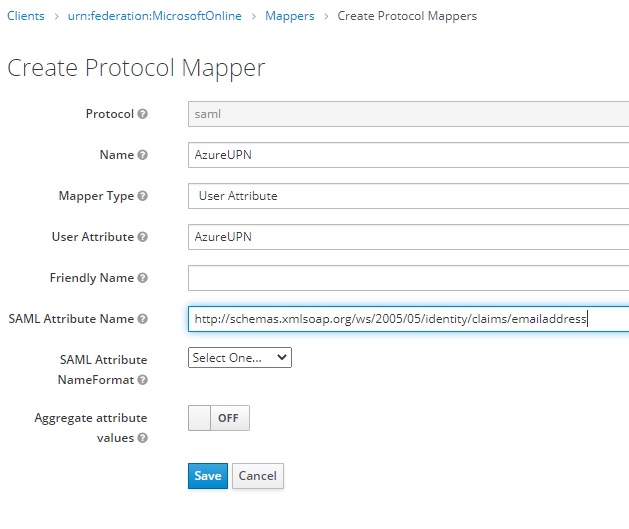 Clients > urn:federation:MicrosoftOnline > Mappers > Create Protocol Mappers
Create Protocol Mapper
Protocol saml
Name AzureUPN
Mapper Type User Attribute
User Attribute AzureUPN
Friendly Name
SAML Attribute Name http://schemas.xmlsoap.org/ws/2005/05/identity/claims/emailaddress
SAML Attribute Select One...
NameFormat
Aggregate attribute OFF
values
Save Cancel